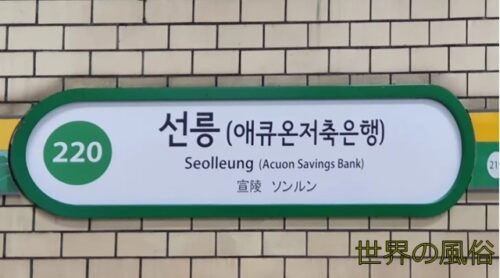 220
선릉 (애큐온저축은행)
Seolleung (Acuon Savings Bank)
宣陵 ソンルン
世界の風俗